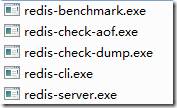 redis-benchmark.exe
redis-check-aof.exe
redis-check-dump.exe
redis-cli.exe
redis-server.exe